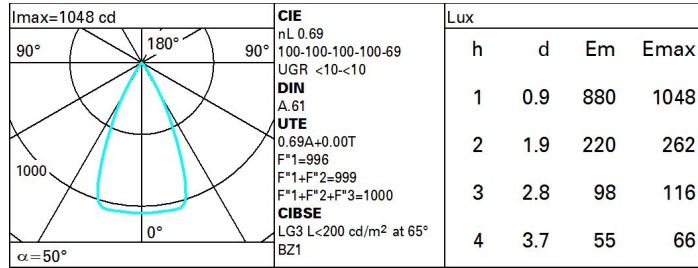 Imax=1048 cd
90°
180°
90°
1000
0°
α=50°
CIE
nL 0.69
100-100-100-100-69
UGR <10-<10
DIN
A.61
UTE
0.69A+0.00T
F"1=996
F"1+F"2=999
F"1+F"2+F"3=1000
CIBSE
LG3 L<200 cd/m² at 65°
BZ1
Lux
h d Em Emax
1 0.9 880 1048
2 1.9 220 262
3 2.8 98 116
4 3.7 55 66